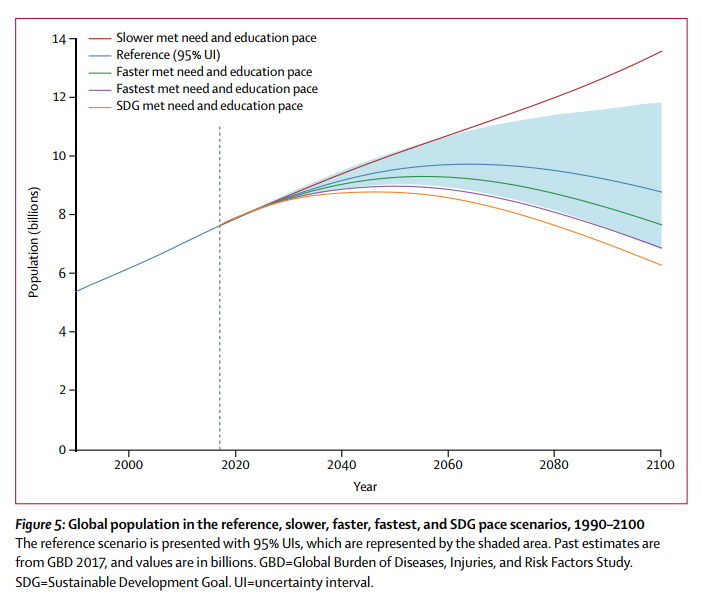 14
12
10
8
6
4
2
0
Population (billions)
Slower met need and education pace
Reference (95% UI)
Faster met need and education pace
Fastest met need and education pace
SDG met need and education pace
2000 2020 2040 2060 2080 2100
Year
Figure 5: Global population in the reference, slower, faster, fastest, and SDG pace scenarios, 1990–2100
The reference scenario is presented with 95% UIs, which are represented by the shaded area. Past estimates are
from GBD 2017, and values are in billions. GBD=Global Burden of Diseases, Injuries, and Risk Factors Study.
SDG=Sustainable Development Goal. UI=uncertainty interval.